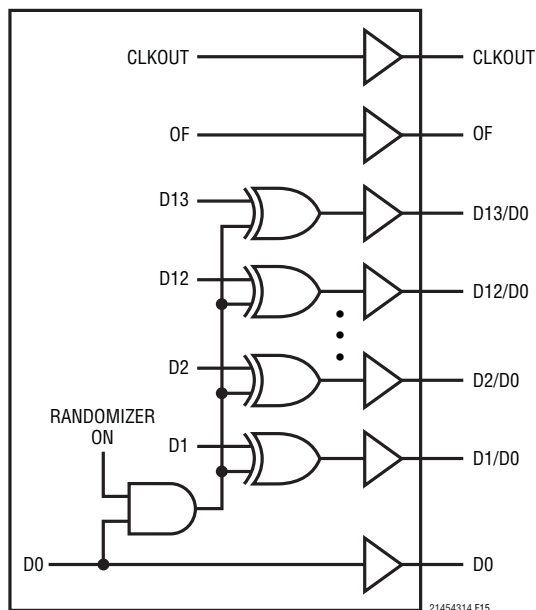 CLKOUT CLKOUT
OF OF
D13 D13/D0
D12 D12/D0
D2 D2/D0
RANDOMIZER
ON
D1 D1/D0
D0 D0
21454314 F15